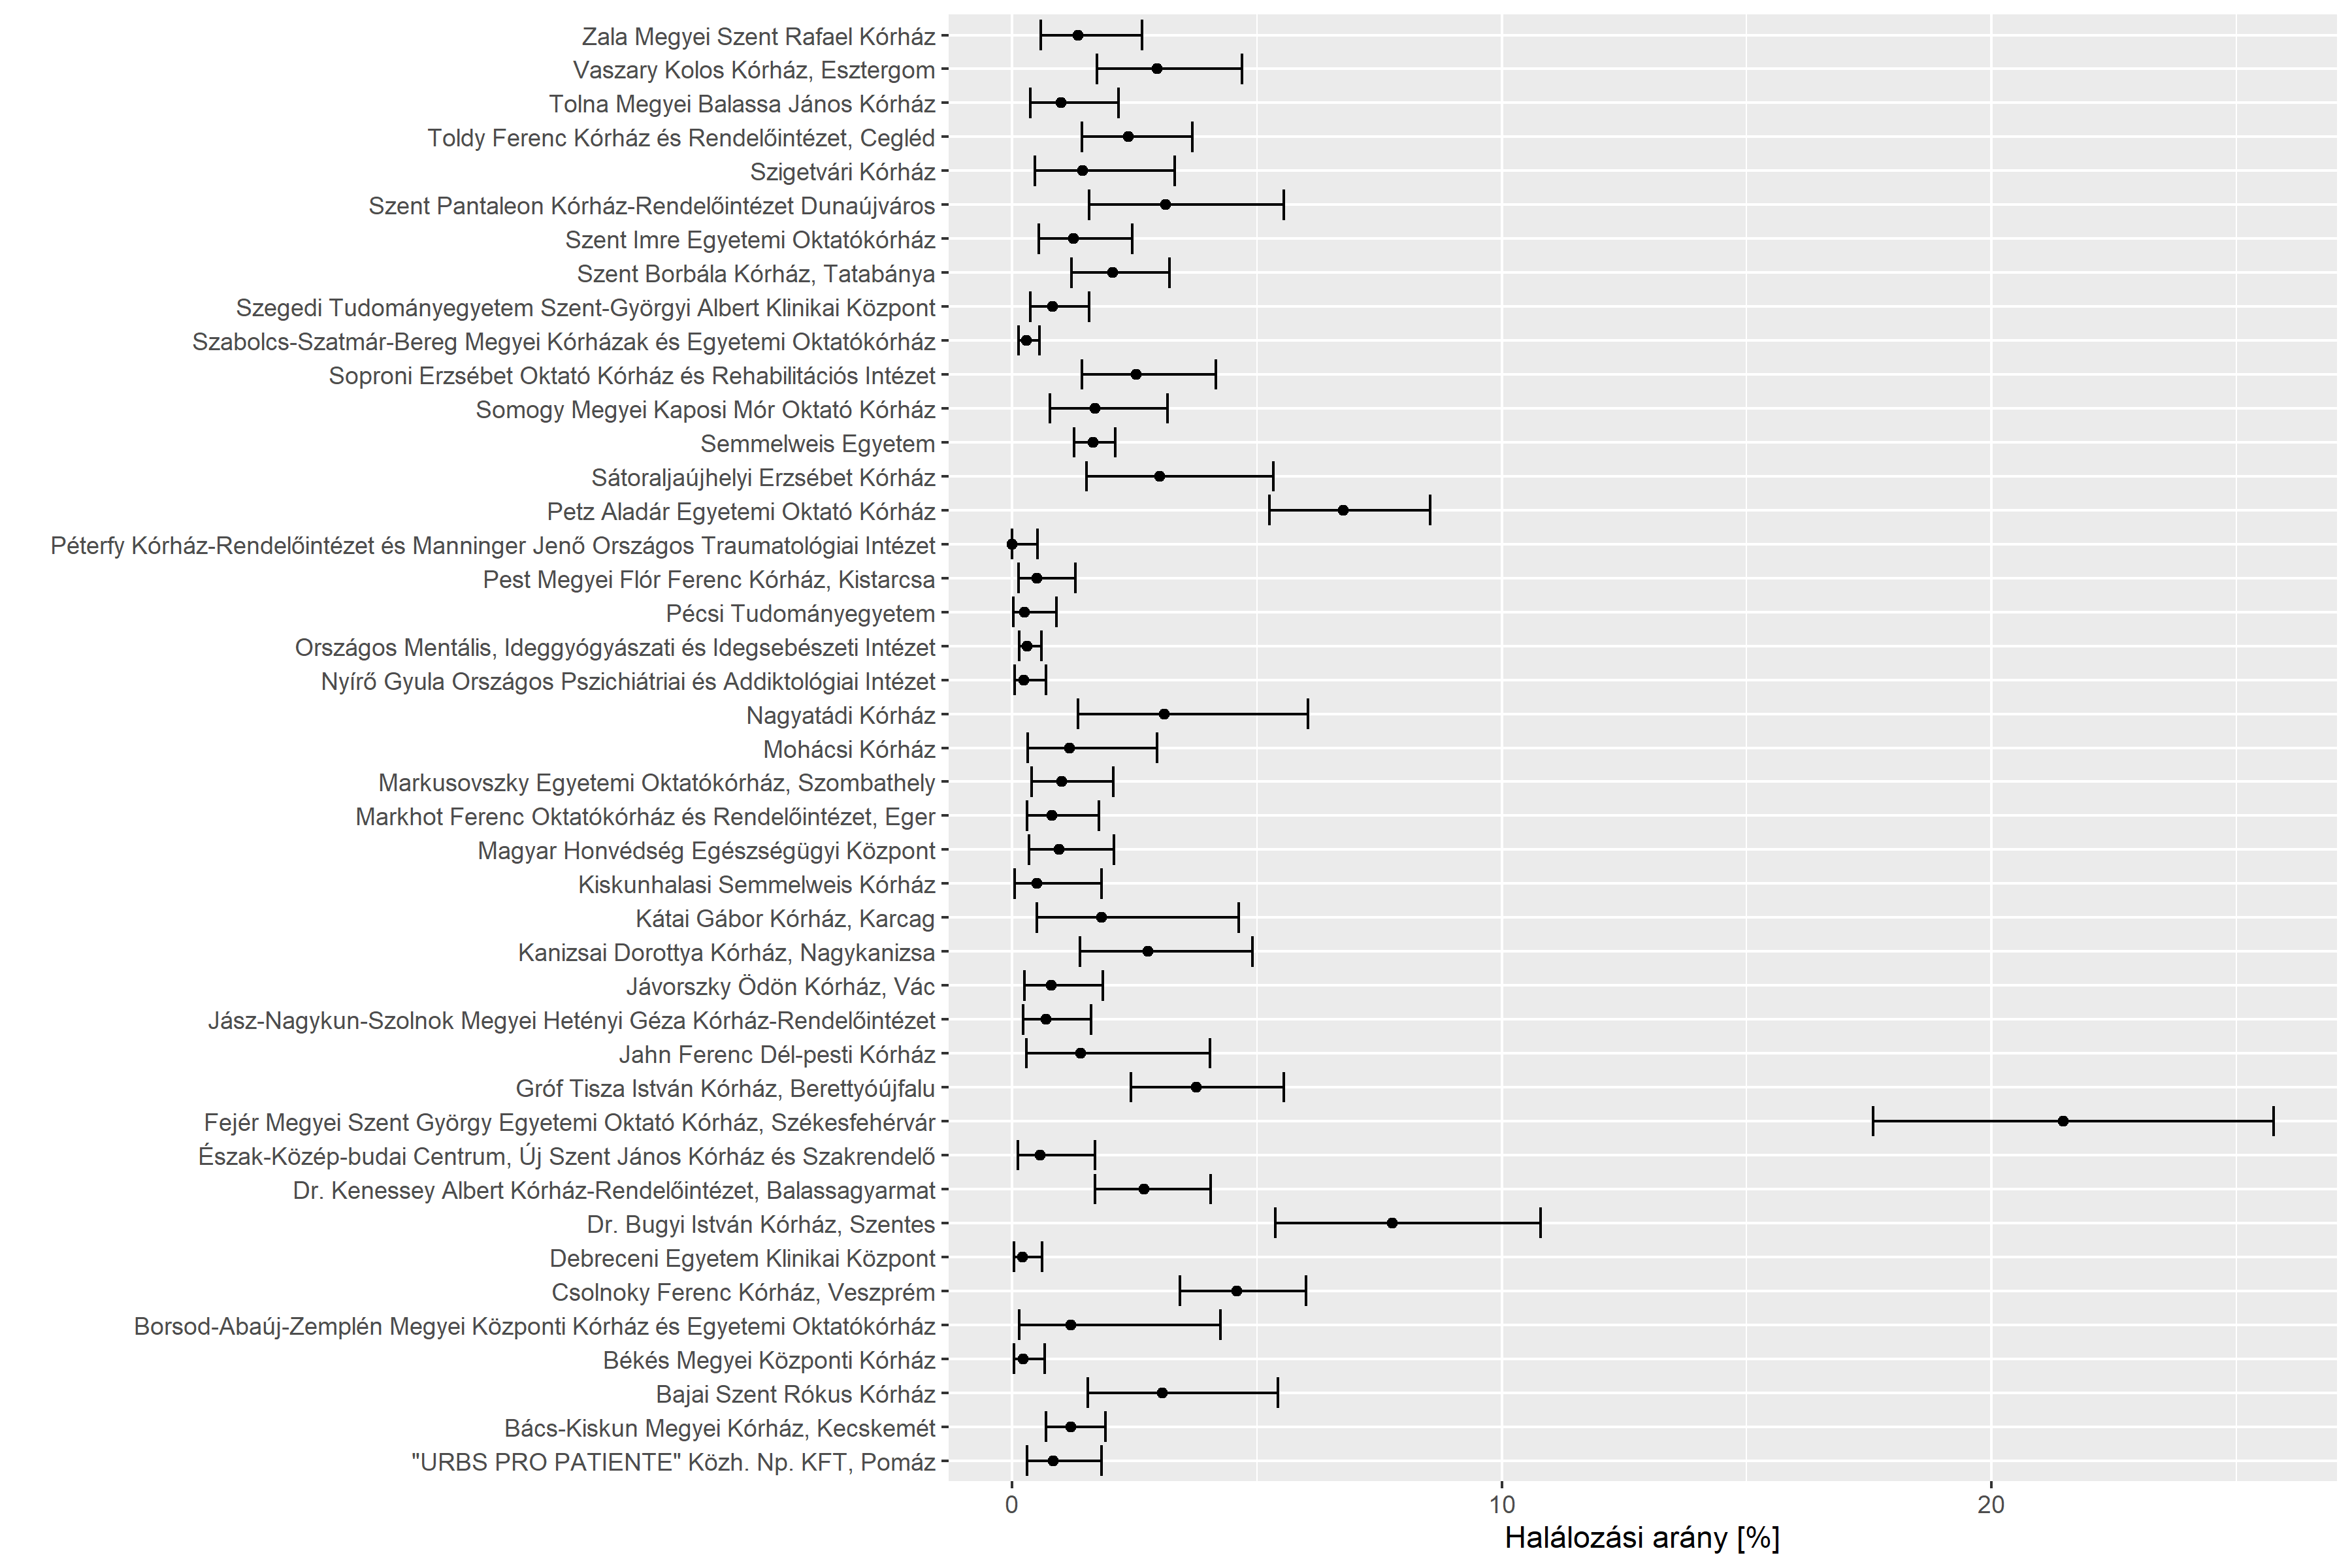 Zala Megyei Szent Rafael Kórház
Vaszary Kolos Kórház, Esztergom
Tolna Megyei Balassa János Kórház
Toldy Ferenc Kórház és Rendelőintézet, Cegléd
Szigetvári Kórház
Szent Pantaleon Kórház-Rendelőintézet Dunaújváros
Szent Imre Egyetemi Oktatókórház
Szent Borbála Kórház, Tatabánya
Szegedi Tudományegyetem Szent-Györgyi Albert Klinikai Központ
Szabolcs-Szatmár-Bereg Megyei Kórházak és Egyetemi Oktatókórház
Soproni Erzsébet Oktató Kórház és Rehabilitációs Intézet
Somogy Megyei Kaposi Mór Oktató Kórház
Semmelweis Egyetem
Sátoraljaújhelyi Erzsébet Kórház
Petz Aladár Egyetemi Oktató Kórház
Péterfy Kórház-Rendelőintézet és Manninger Jenő Országos Traumatológiai Intézet
Pest Megyei Flór Ferenc Kórház, Kistarcsa
Pécsi Tudományegyetem
Országos Mentális, Ideggyógyászati és Idegsebészeti Intézet
Nyírő Gyula Országos Pszichiátriai és Addiktológiai Intézet
Nagyatádi Kórház
Mohácsi Kórház
Markusovszky Egyetemi Oktatókórház, Szombathely
Markhot Ferenc Oktatókórház és Rendelőintézet, Eger
Magyar Honvédség Egészségügyi Központ
Kiskunhalasi Semmelweis Kórház
Kátai Gábor Kórház, Karcag
Kanizsai Dorottya Kórház, Nagykanizsa
Jávorszky Ödön Kórház, Vác
Jász-Nagykun-Szolnok Megyei Hetényi Géza Kórház-Rendelőintézet
Jahn Ferenc Dél-pesti Kórház
Gróf Tisza István Kórház, Berettyóújfalu
Fejér Megyei Szent György Egyetemi Oktató Kórház, Székesfehérvár
Észak-Közép-budai Centrum, Új Szent János Kórház és Szakrendelő
Dr. Kenessey Albert Kórház-Rendelőintézet, Balassagyarmat
Dr. Bugyi István Kórház, Szentes
Debreceni Egyetem Klinikai Központ
Csolnoky Ferenc Kórház, Veszprém
Borsod-Abaúj-Zemplén Megyei Központi Kórház és Egyetemi Oktatókórház
Békés Megyei Központi Kórház
Bajai Szent Rókus Kórház
Bács-Kiskun Megyei Kórház, Kecskemét
"URBS PRO PATIENTE" Közh. Np. KFT, Pomáz
0 10 20
Halálozási arány [%]